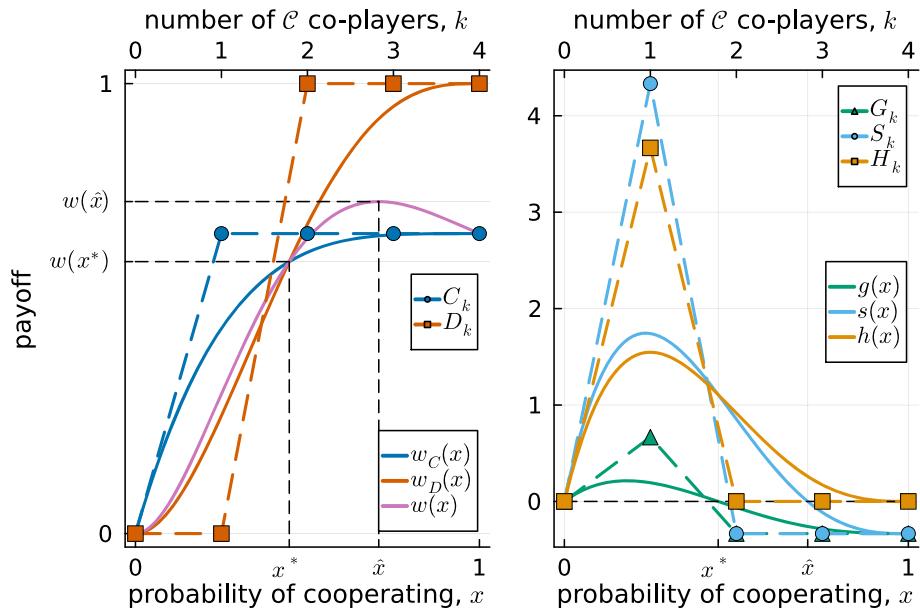 number of 𝒞 co-players, k
0 1 2 3 4
1
w(x̂)
w(x*)
0
payoff
C_k
D_k
w_C(x)
w_D(x)
w(x)
0 x* x̂ 1
probability of cooperating, x
number of 𝒞 co-players, k
0 1 2 3 4
4
3
2
1
0
G_k
S_k
H_k
g(x)
s(x)
h(x)
0 x* x̂ 1
probability of cooperating, x